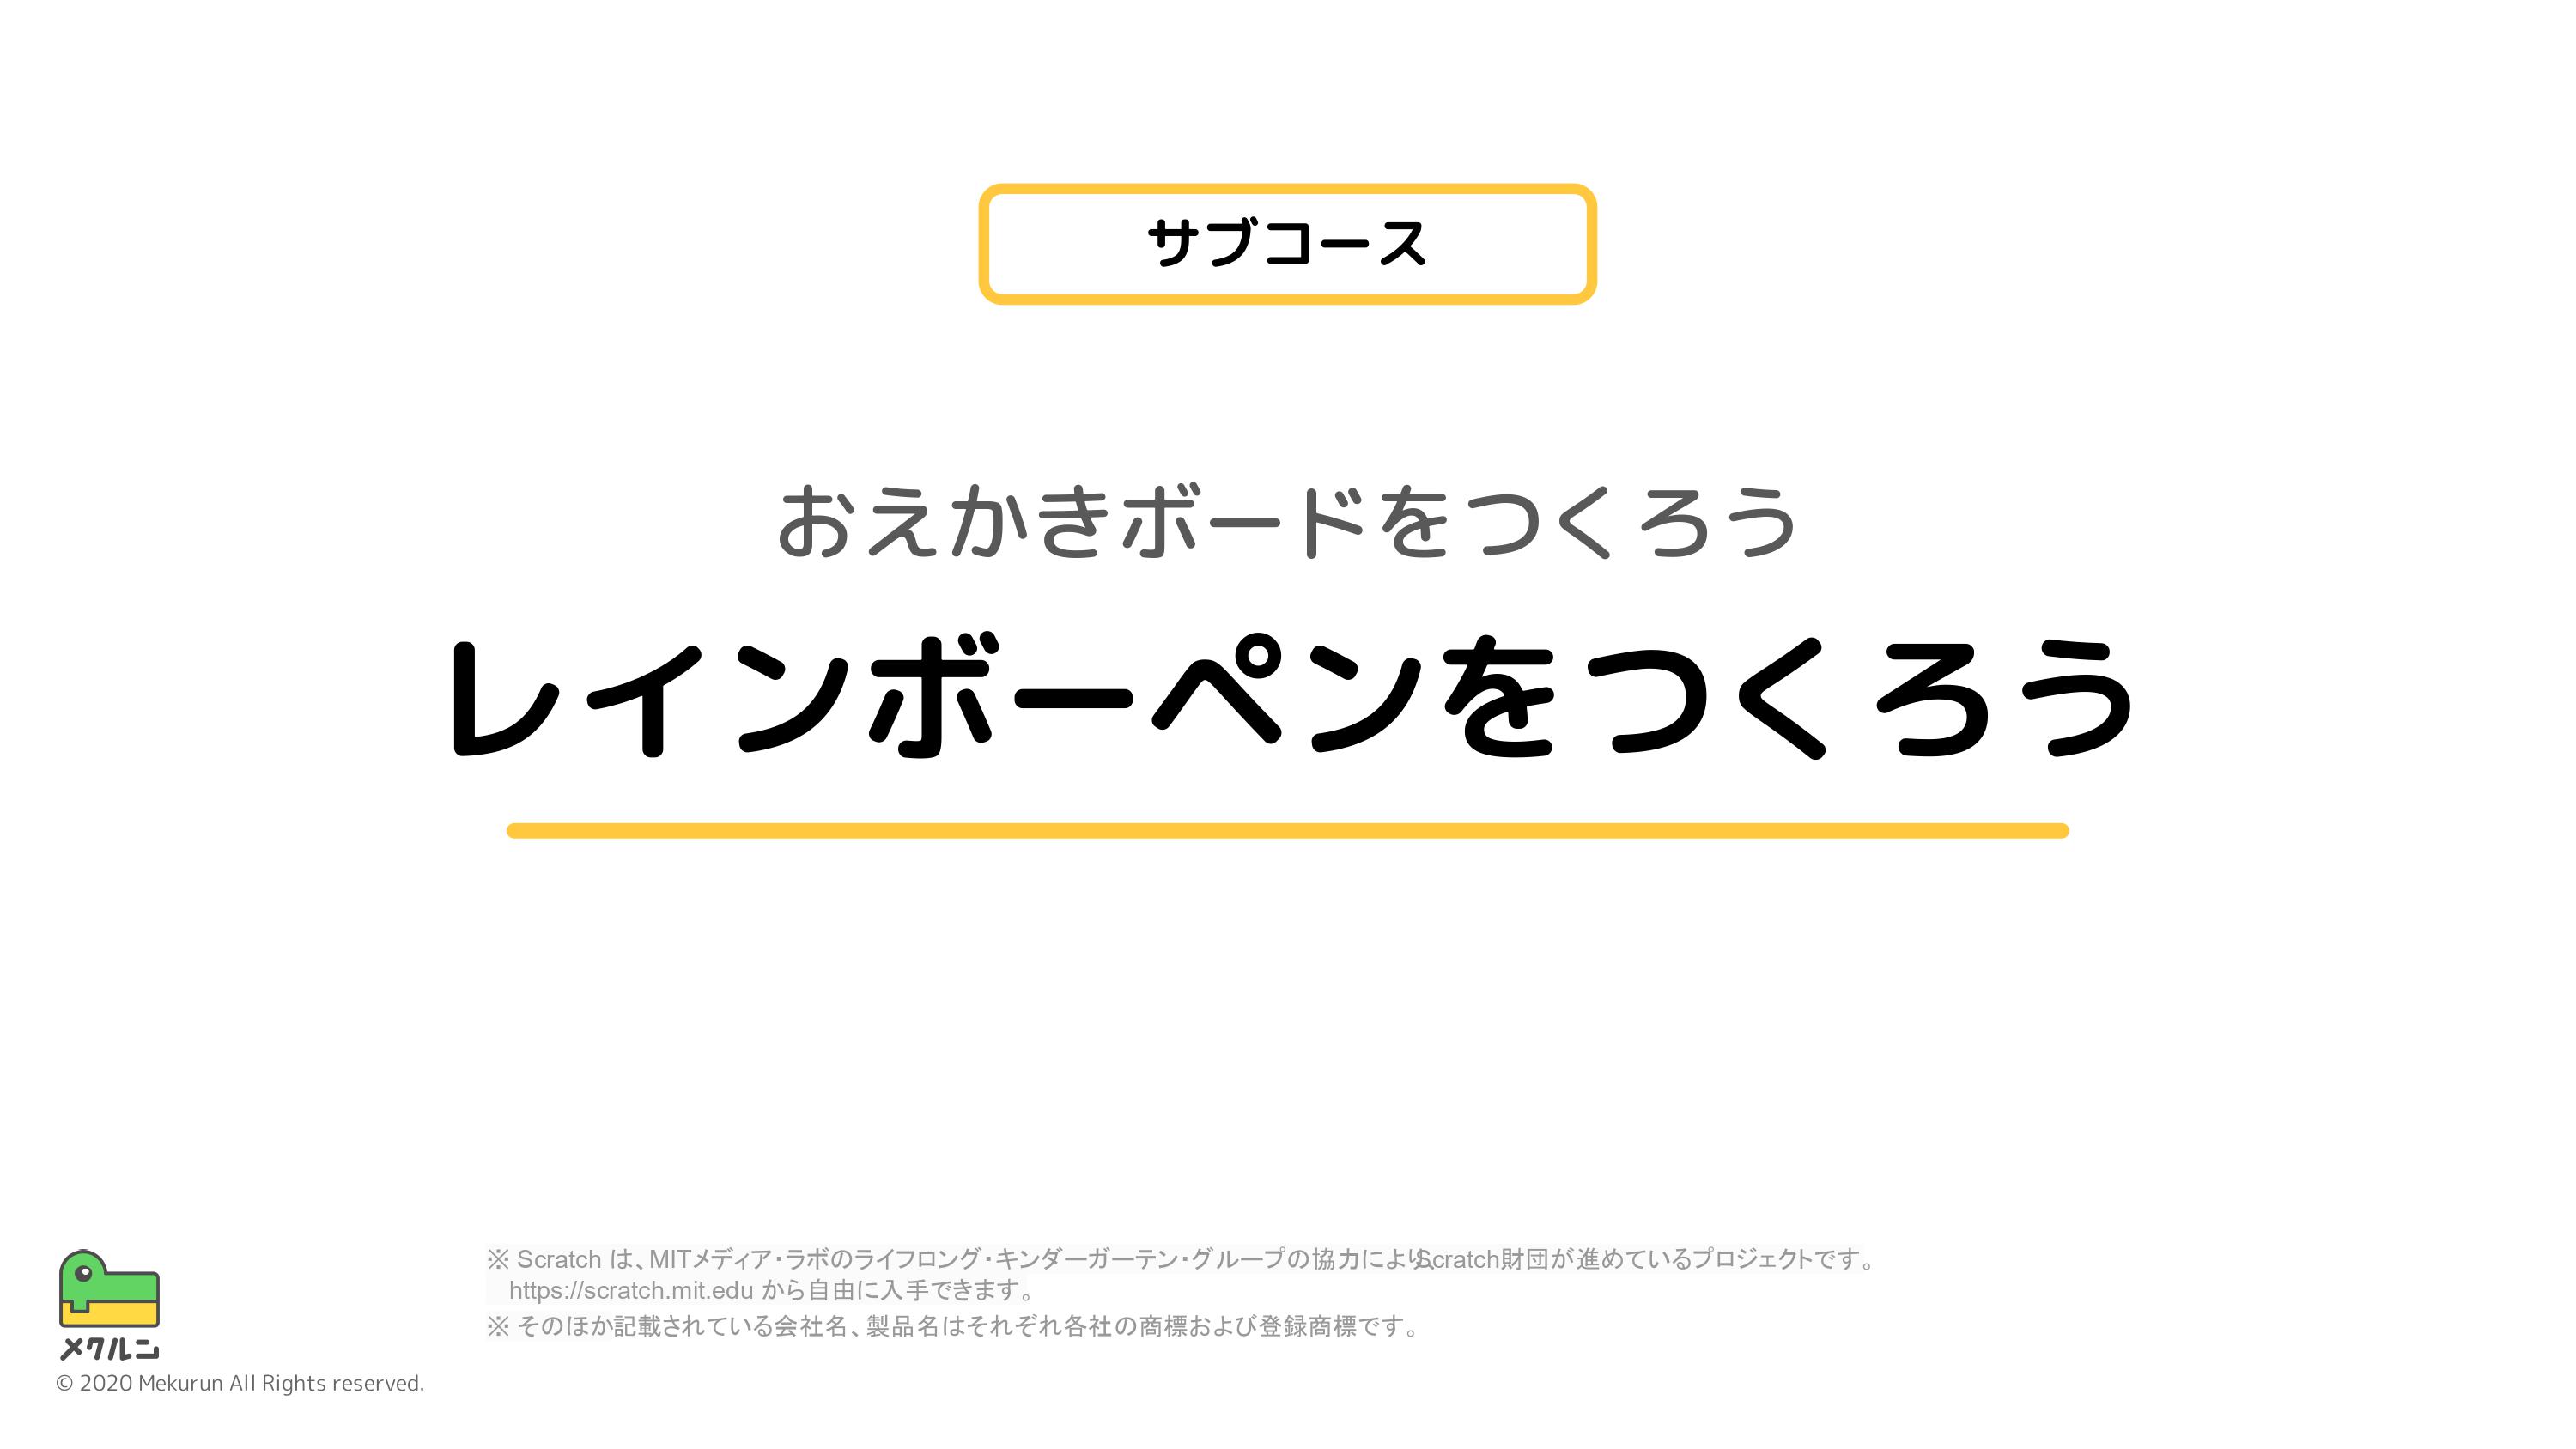 サブコース
おえかきボードをつくろう
レインボーペンをつくろう
※ Scratch は、MITメディア・ラボのライフロング・キンダーガーテン・グループの協力により、Scratch財団が進めているプロジェクトです。
https://scratch.mit.edu から自由に入手できます。
※ そのほか記載されている会社名、製品名はそれぞれ各社の商標および登録商標です。
メクルン
© 2020 Mekurun All Rights reserved.